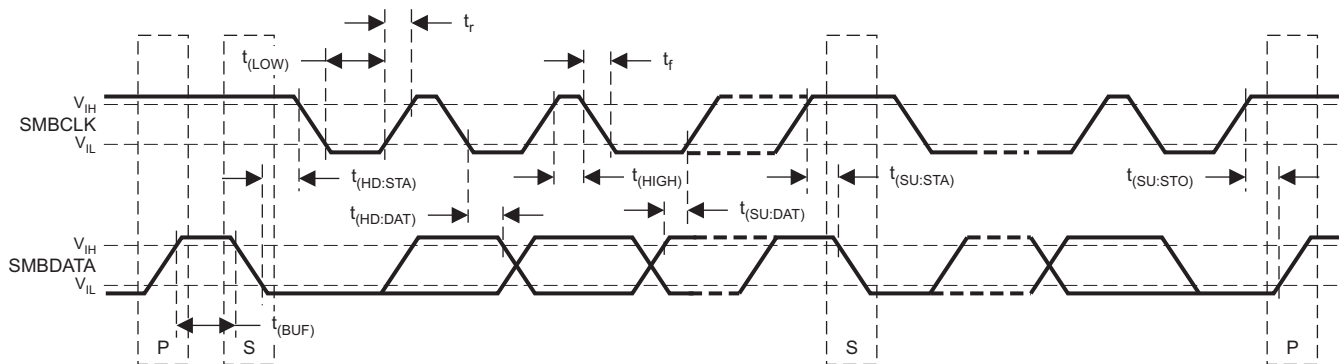 t(LOW)
tr
tf
VIH
SMBCLK
VIL
t(HD:STA)
t(HIGH)
t(SU:STA)
t(SU:STO)
t(HD:DAT)
t(SU:DAT)
VIH
SMBDATA
VIL
t(BUF)
P
S
S
P